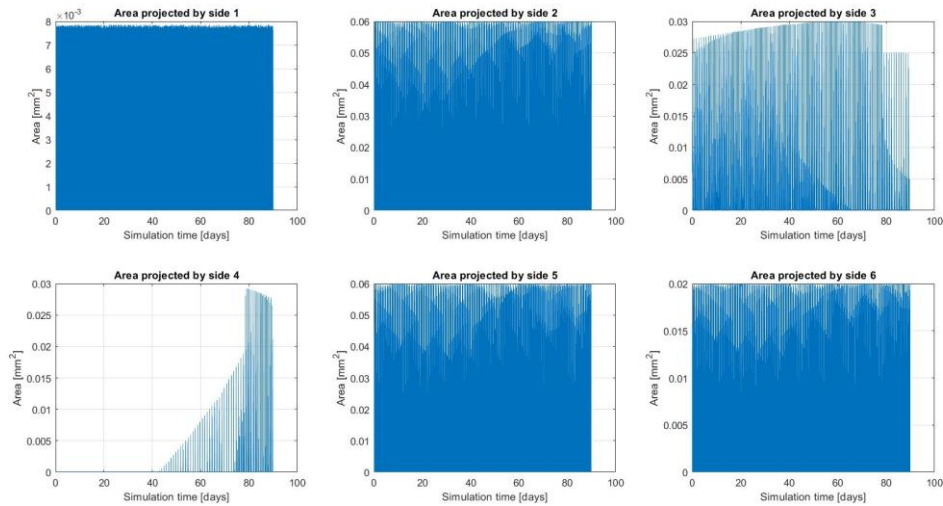 Area projected by side 1
8 ×10⁻³
7
6
5
4
3
2
1
0
Area [mm²]
0 20 40 60 80 100
Simulation time [days]
Area projected by side 2
0.06
0.05
0.04
0.03
0.02
0.01
0
Area [mm²]
0 20 40 60 80 100
Simulation time [days]
Area projected by side 3
0.03
0.025
0.02
0.015
0.01
0.005
0
Area [mm²]
0 20 40 60 80 100
Simulation time [days]
Area projected by side 4
0.03
0.025
0.02
0.015
0.01
0.005
0
Area [mm²]
0 20 40 60 80 100
Simulation time [days]
Area projected by side 5
0.06
0.05
0.04
0.03
0.02
0.01
0
Area [mm²]
0 20 40 60 80 100
Simulation time [days]
Area projected by side 6
0.02
0.015
0.01
0.005
0
Area [mm²]
0 20 40 60 80 100
Simulation time [days]